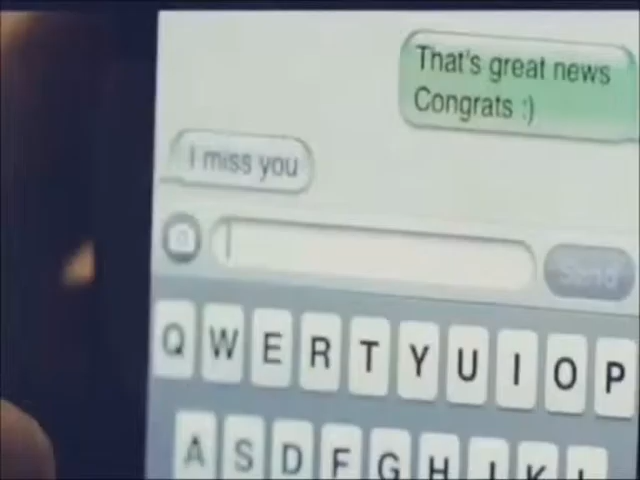 That's great news
Congrats :)
I miss you
Send
Q W E R T Y U I O P
A S D F G H J K L